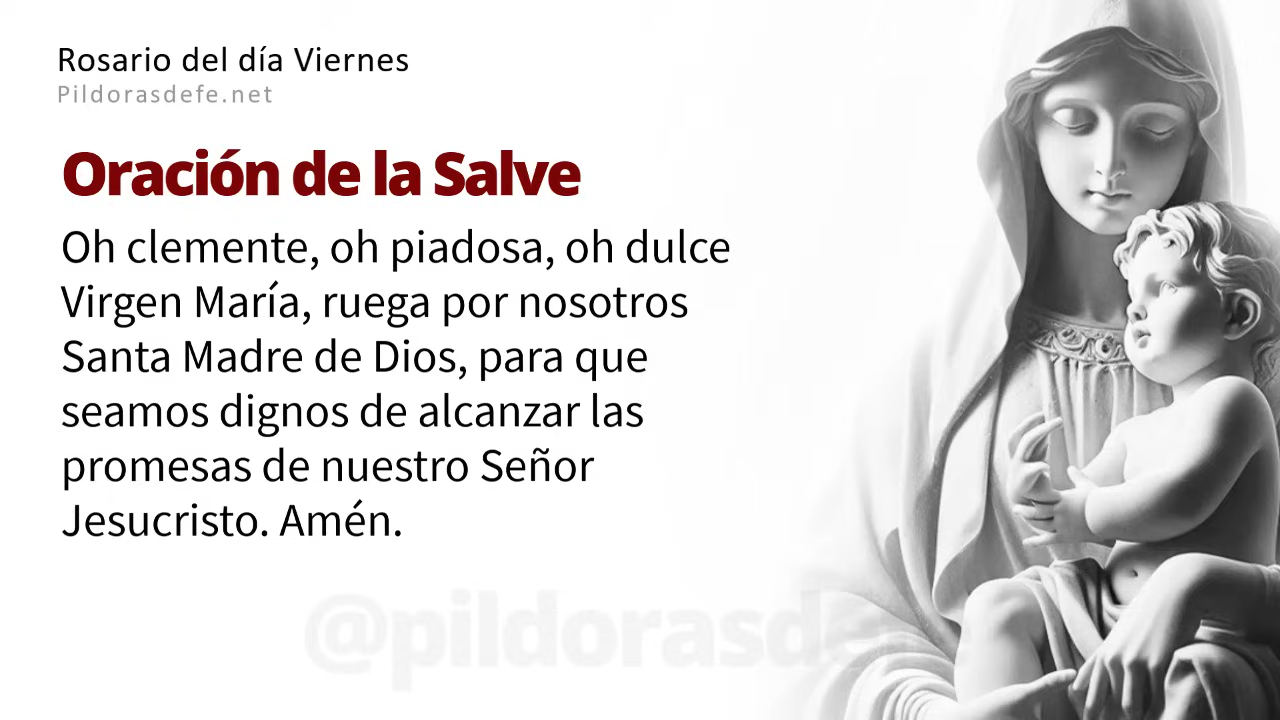 Rosario del día Viernes
Pildorasdefe.net
Oración de la Salve
Oh clemente, oh piadosa, oh dulce
Virgen María, ruega por nosotros
Santa Madre de Dios, para que
seamos dignos de alcanzar las
promesas de nuestro Señor
Jesucristo. Amén.
@pildorasdefe